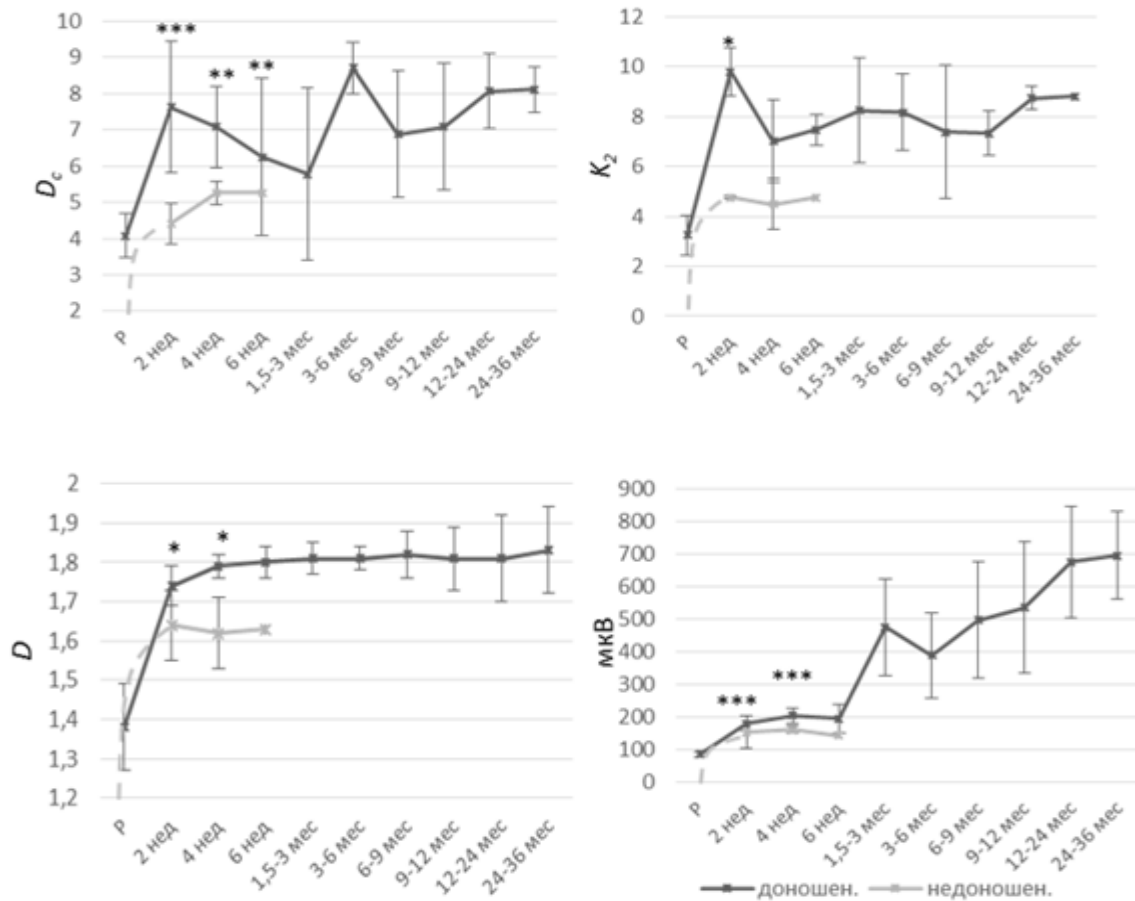 10
9
8
7
6
5
4
3
2
D_c
***
**
**
P
2 нед
4 нед
6 нед
1,5-3 мес
3-6 мес
6-9 мес
9-12 мес
12-24 мес
24-36 мес
12
10
8
6
4
2
0
K_2
*
P
2 нед
4 нед
6 нед
1,5-3 мес
3-6 мес
6-9 мес
9-12 мес
12-24 мес
24-36 мес
2
1,9
1,8
1,7
1,6
1,5
1,4
1,3
1,2
D
*
*
P
2 нед
4 нед
6 нед
1,5-3 мес
3-6 мес
6-9 мес
9-12 мес
12-24 мес
24-36 мес
900
800
700
600
500
400
300
200
100
0
мкВ
***
***
P
2 нед
4 нед
6 нед
1,5-3 мес
3-6 мес
6-9 мес
9-12 мес
12-24 мес
24-36 мес
доношен.
недоношен.